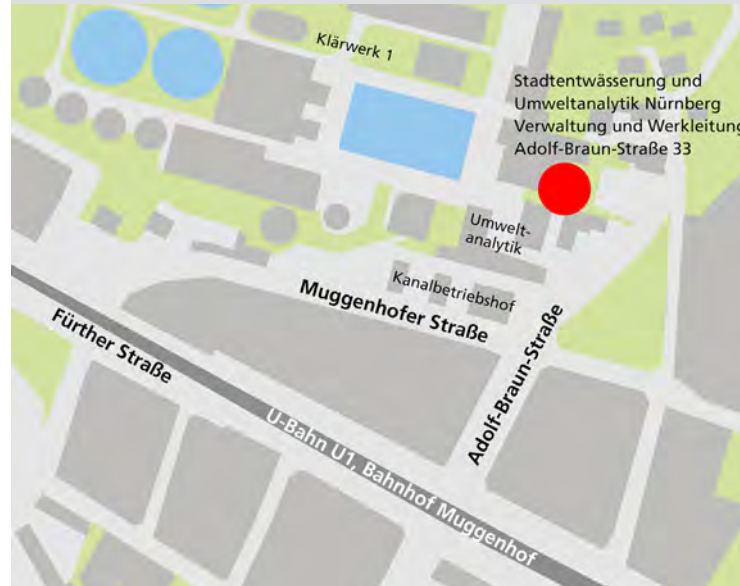 Klärwerk 1
Stadtentwässerung und
Umweltanalytik Nürnberg
Verwaltung und Werkleitung
Adolf-Braun-Straße 33
Umwelt-
analytik
Kanalbetriebshof
Muggenhofer Straße
Adolf-Braun-Straße
Fürther Straße
U-Bahn U1, Bahnhof Muggenhof